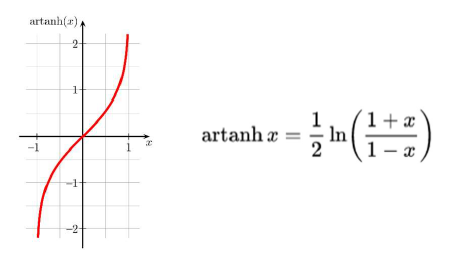 artanh(x)
2
1
−1
1
x
−1
−2
artanh x = 1/2 ln((1 + x)/(1 − x))